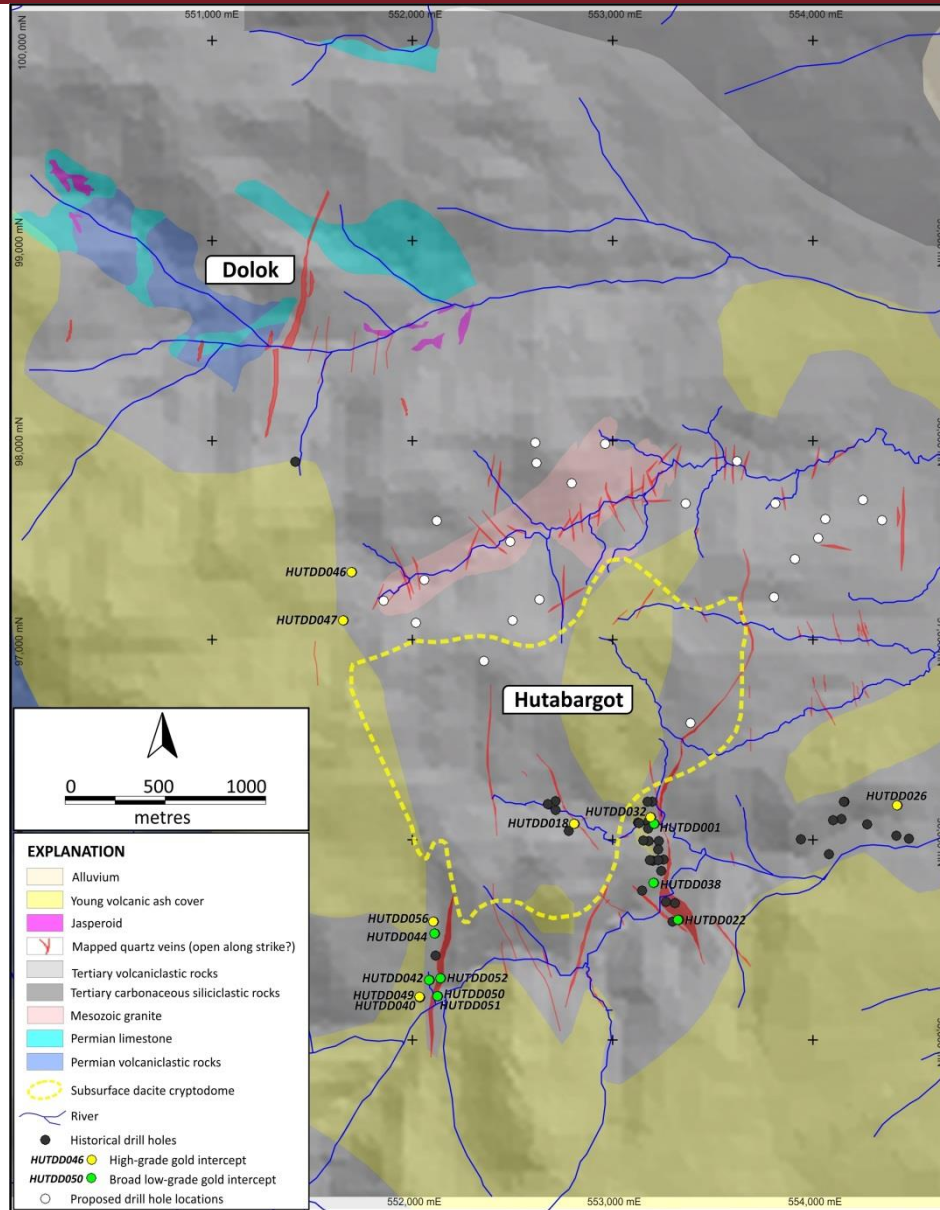 551,000 mE
552,000 mE
553,000 mE
554,000 mE
100,000 mN
99,000 mN
98,000 mN
97,000 mN
Dolok
Hutabargot
HUTDD046
HUTDD047
HUTDD026
HUTDD032
HUTDD018
HUTDD001
HUTDD038
HUTDD022
HUTDD056
HUTDD044
HUTDD042
HUTDD052
HUTDD049
HUTDD050
HUTDD040
HUTDD051
0 500 1000
metres
EXPLANATION
Alluvium
Young volcanic ash cover
Jasperoid
Mapped quartz veins (open along strike?)
Tertiary volcaniclastic rocks
Tertiary carbonaceous siliciclastic rocks
Mesozoic granite
Permian limestone
Permian volcaniclastic rocks
Subsurface dacite cryptodome
River
Historical drill holes
HUTDD046 High-grade gold intercept
HUTDD050 Broad low-grade gold intercept
Proposed drill hole locations
552,000 mE
553,000 mE
554,000 mE